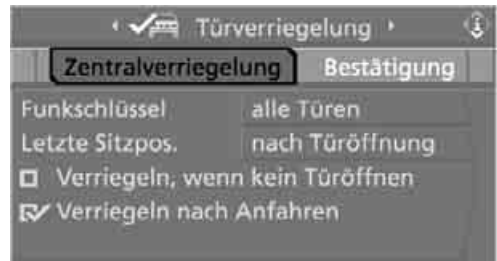 Türverriegelung
Zentralverriegelung Bestätigung
Funkschlüssel alle Türen
Letzte Sitzpos. nach Türöffnung
Verriegeln, wenn kein Türöffnen
Verriegeln nach Anfahren